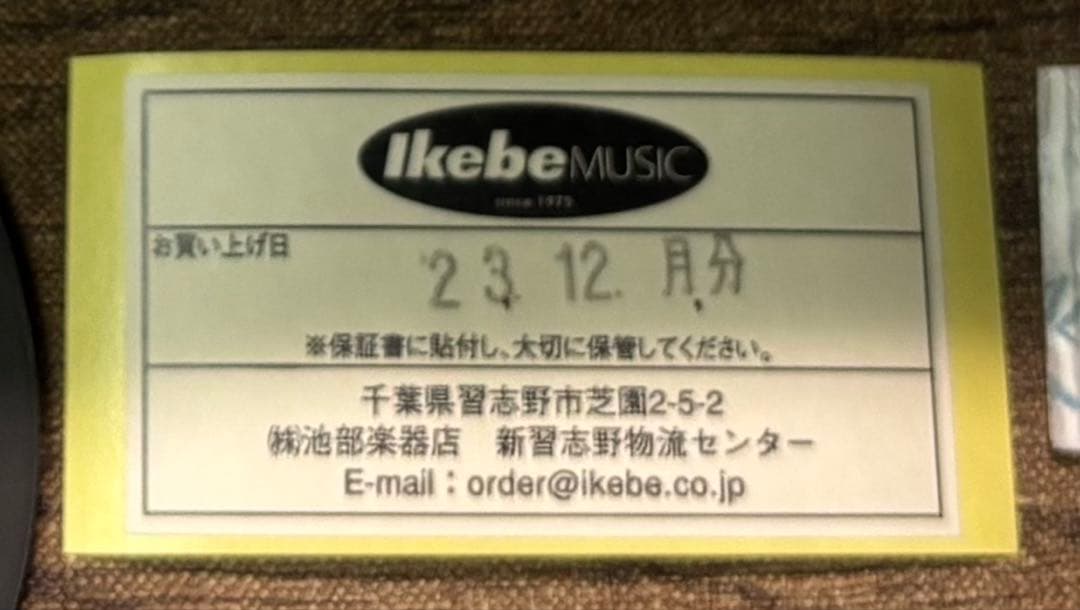 IkebeMUSIC
since 1975
お買い上げ日
'23.12.月分
※保証書に貼付し、大切に保管してください。
千葉県習志野市芝園2-5-2
㈱池部楽器店　新習志野物流センター
E-mail：order@ikebe.co.jp